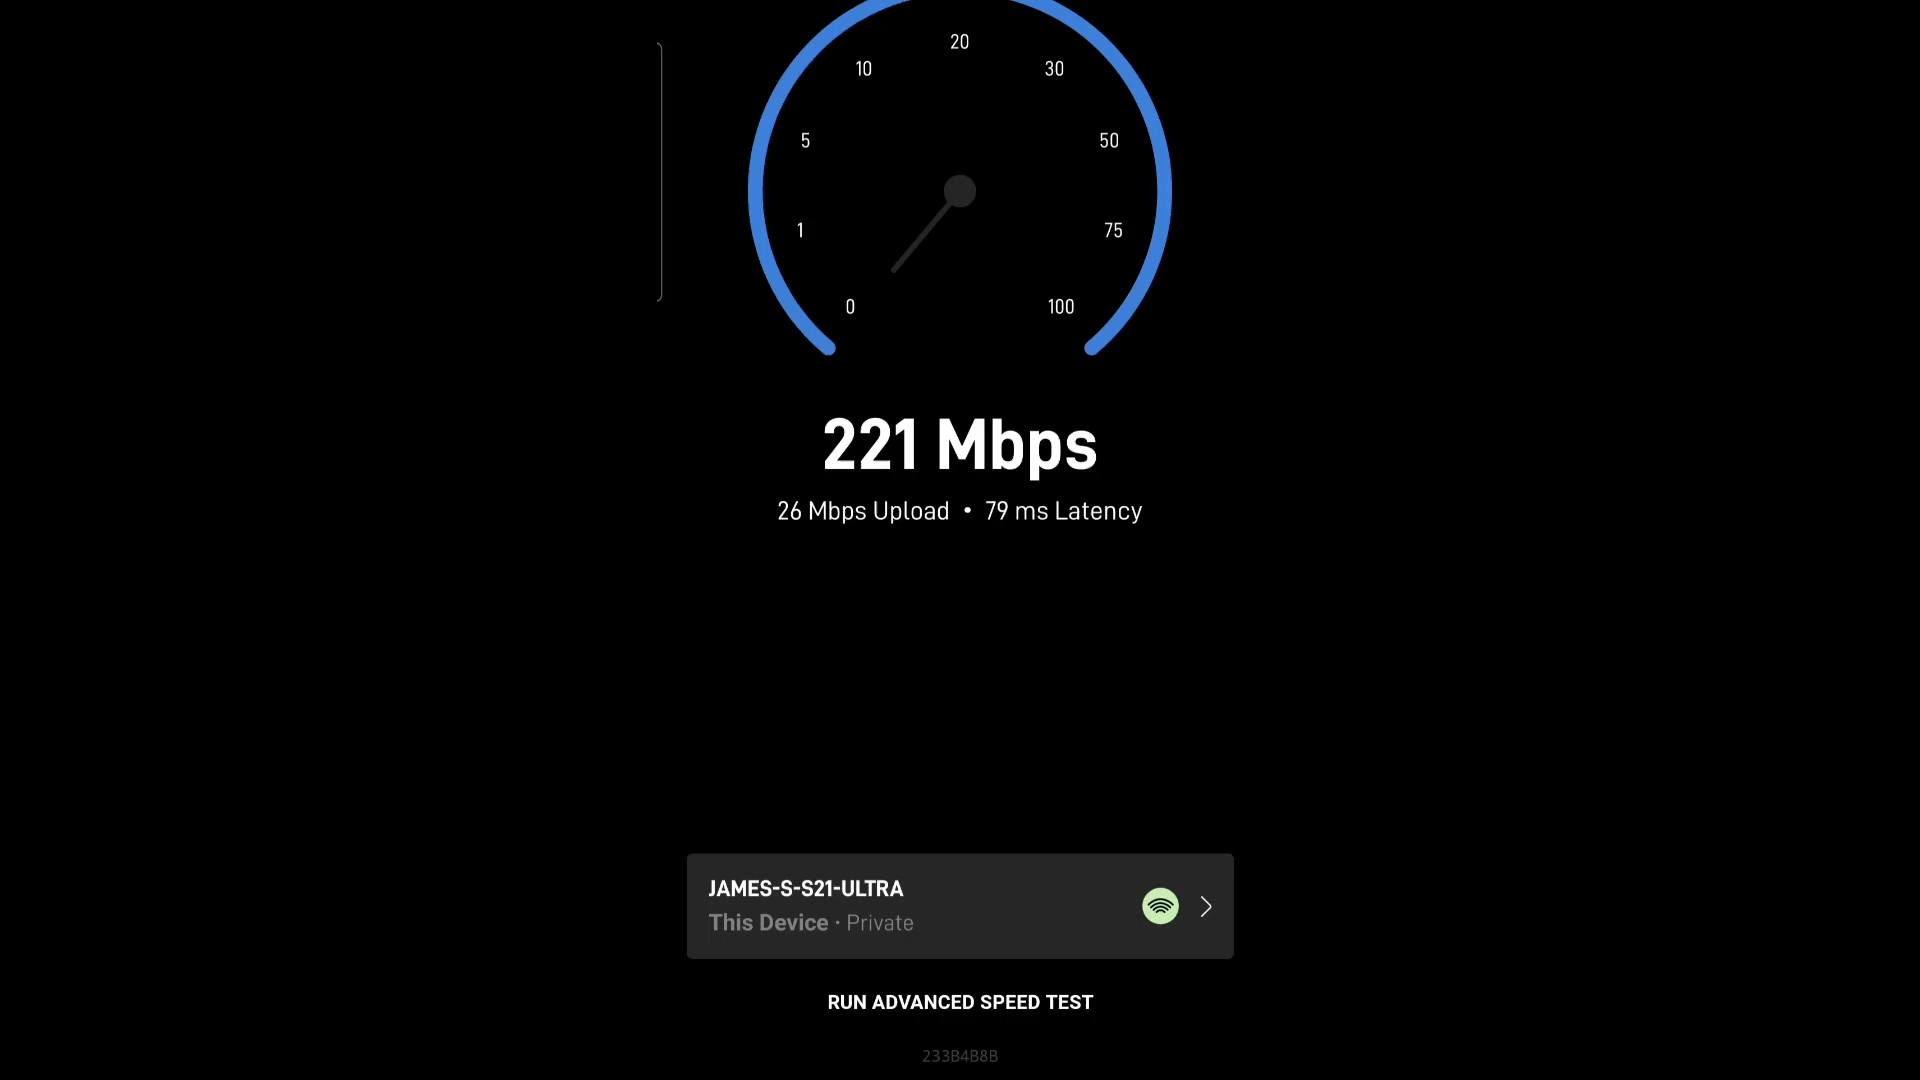 20
10
30
5
50
1
75
0
100
221 Mbps
26 Mbps Upload • 79 ms Latency
JAMES-S-S21-ULTRA
This Device · Private
RUN ADVANCED SPEED TEST
233B4B8B